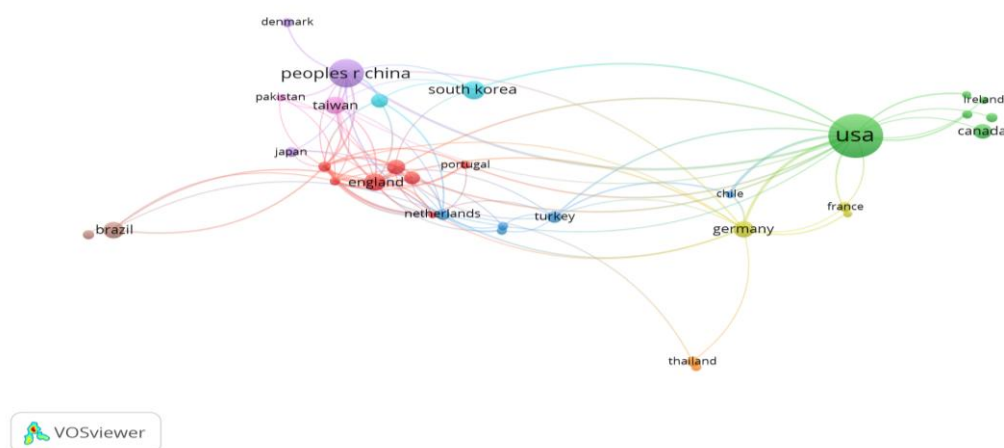 denmark
peoples r china
pakistan
taiwan
south korea
ireland
usa
canada
japan
portugal
england
chile
netherlands
turkey
france
brazil
germany
thailand
VOSviewer